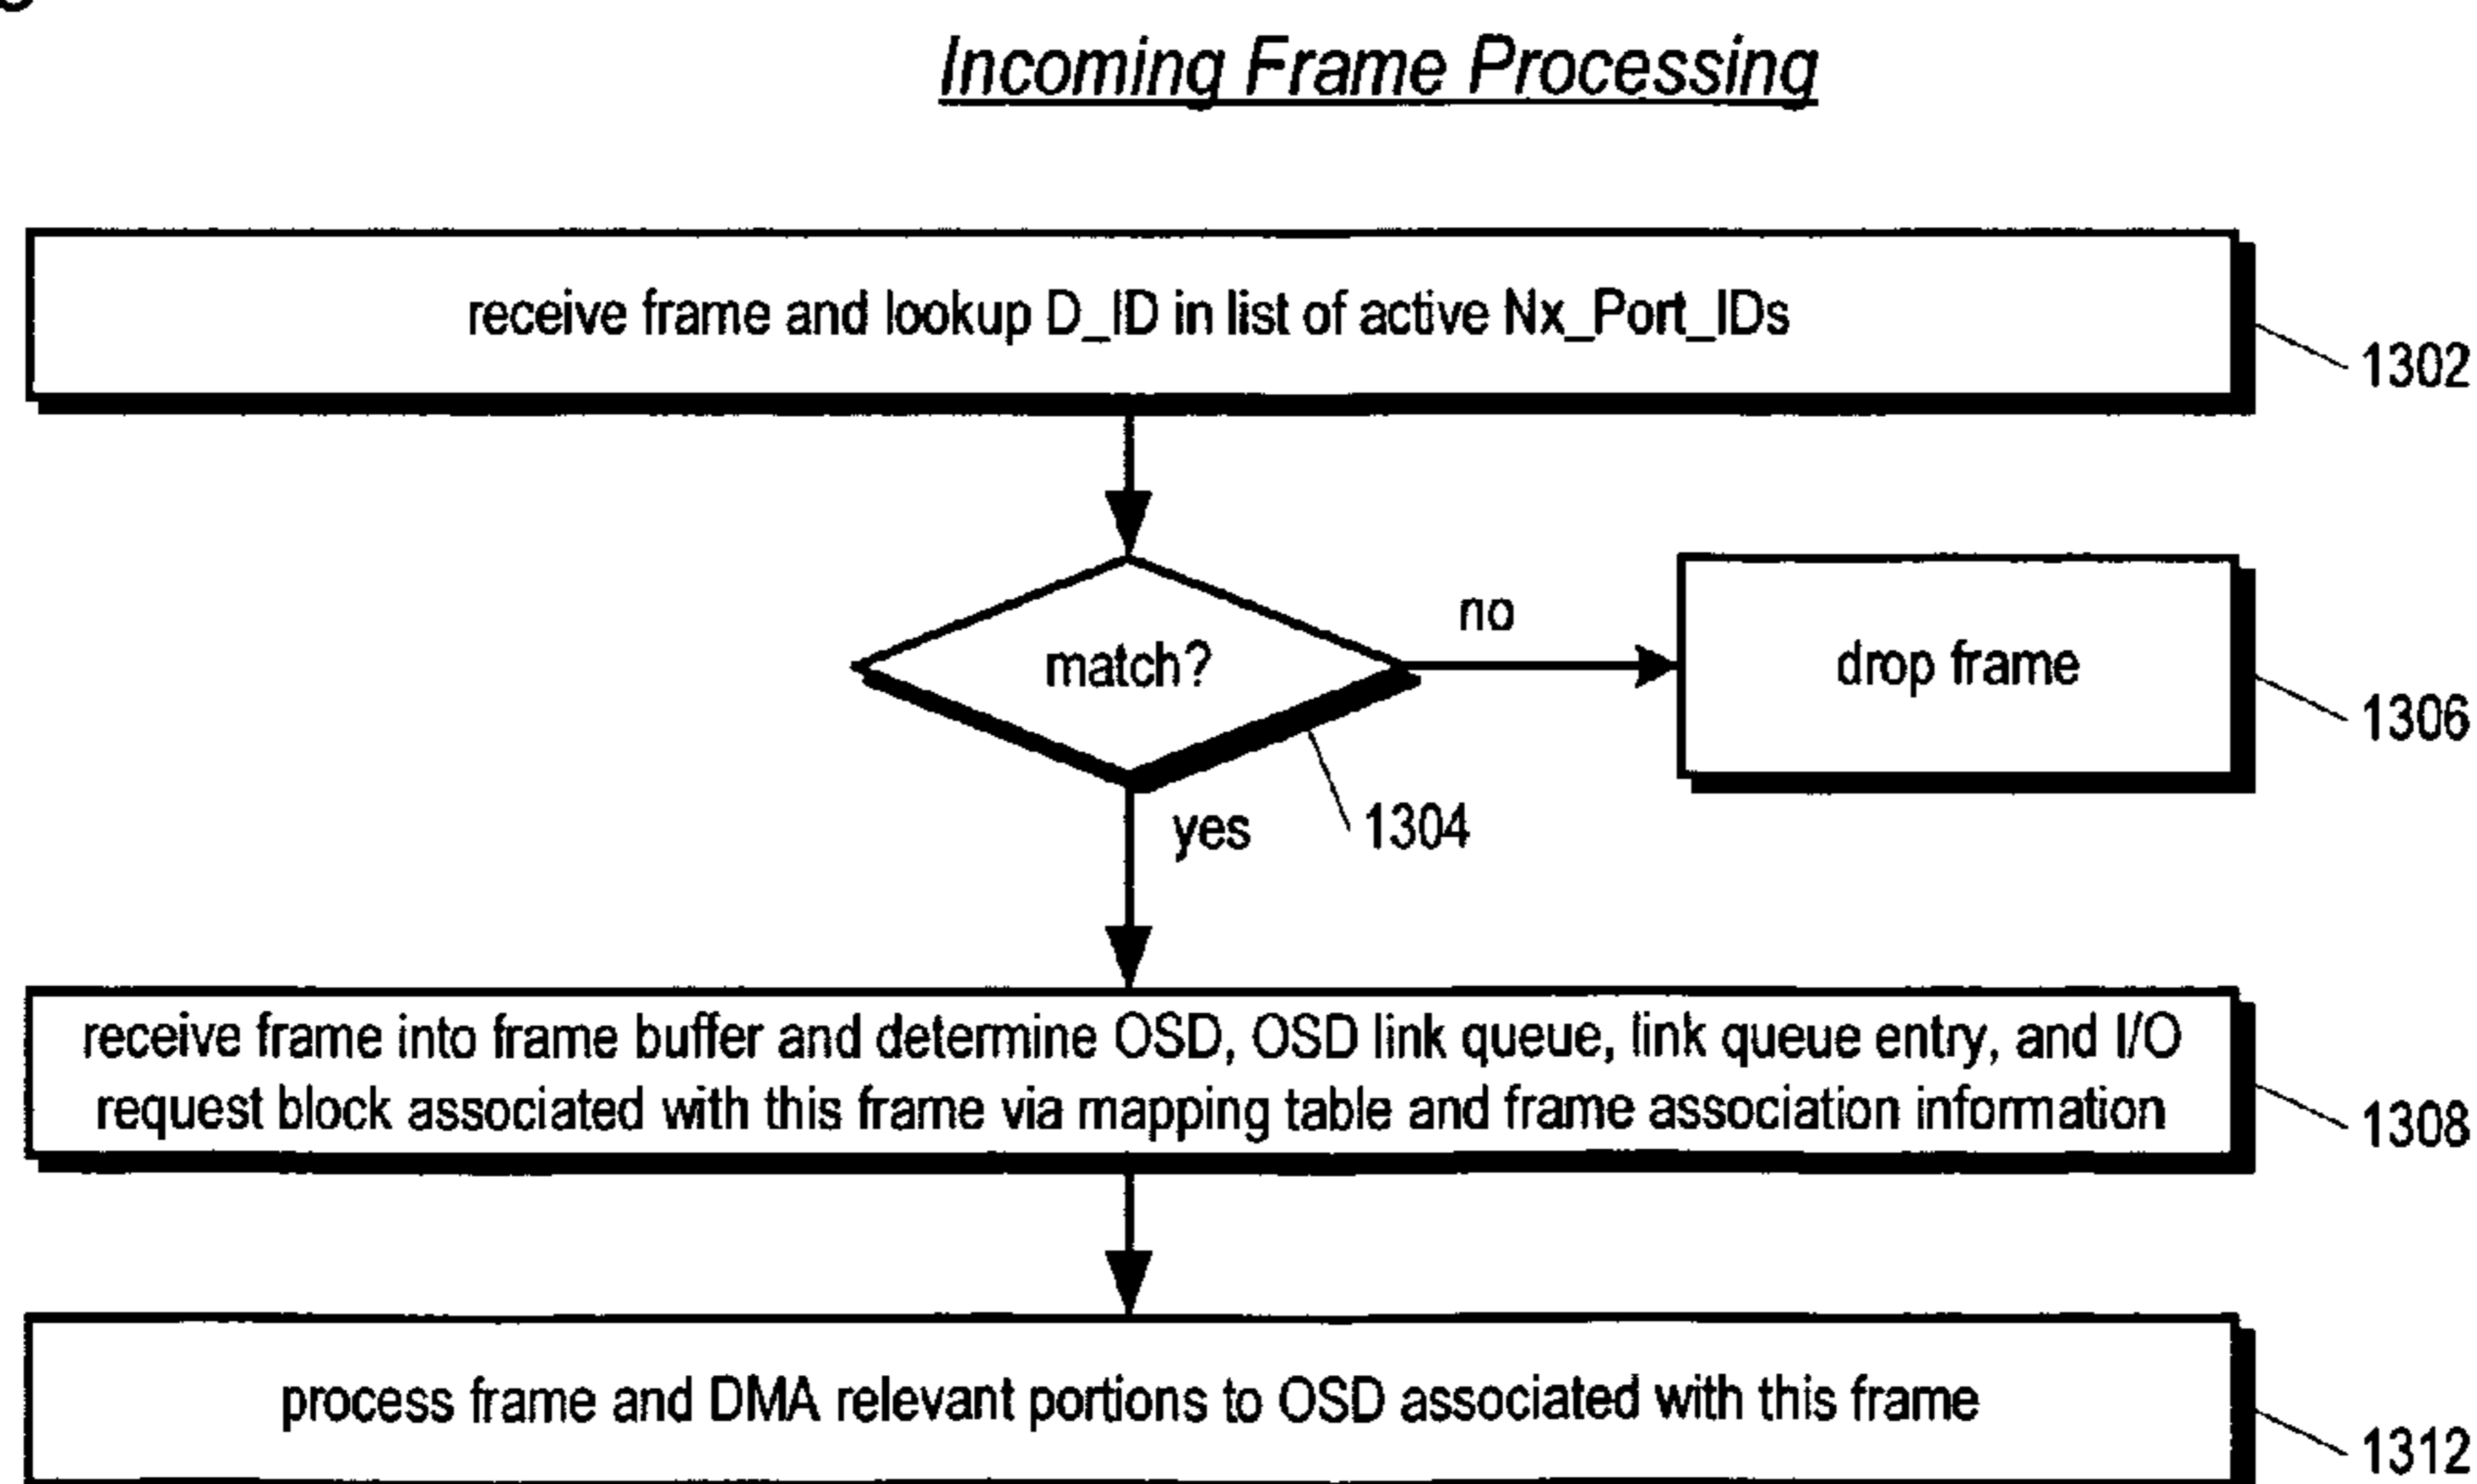 Incoming Frame Processing
receive frame and lookup D_ID in list of active Nx_Port_IDs
1302
no
match?
drop frame
1306
yes
1304
receive frame into frame buffer and determine OSD, OSD link queue, link queue entry, and I/O
request block associated with this frame via mapping table and frame association information
1308
process frame and DMA relevant portions to OSD associated with this frame
1312